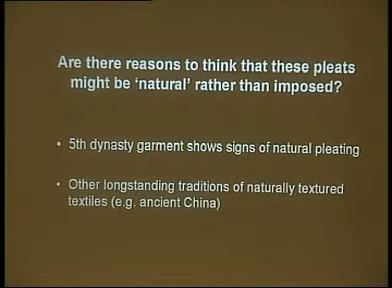 Are there reasons to think that these pleats
might be ‘natural’ rather than imposed?
• 5th dynasty garment shows signs of natural pleating
• Other longstanding traditions of naturally textured
textiles (e.g. ancient China)